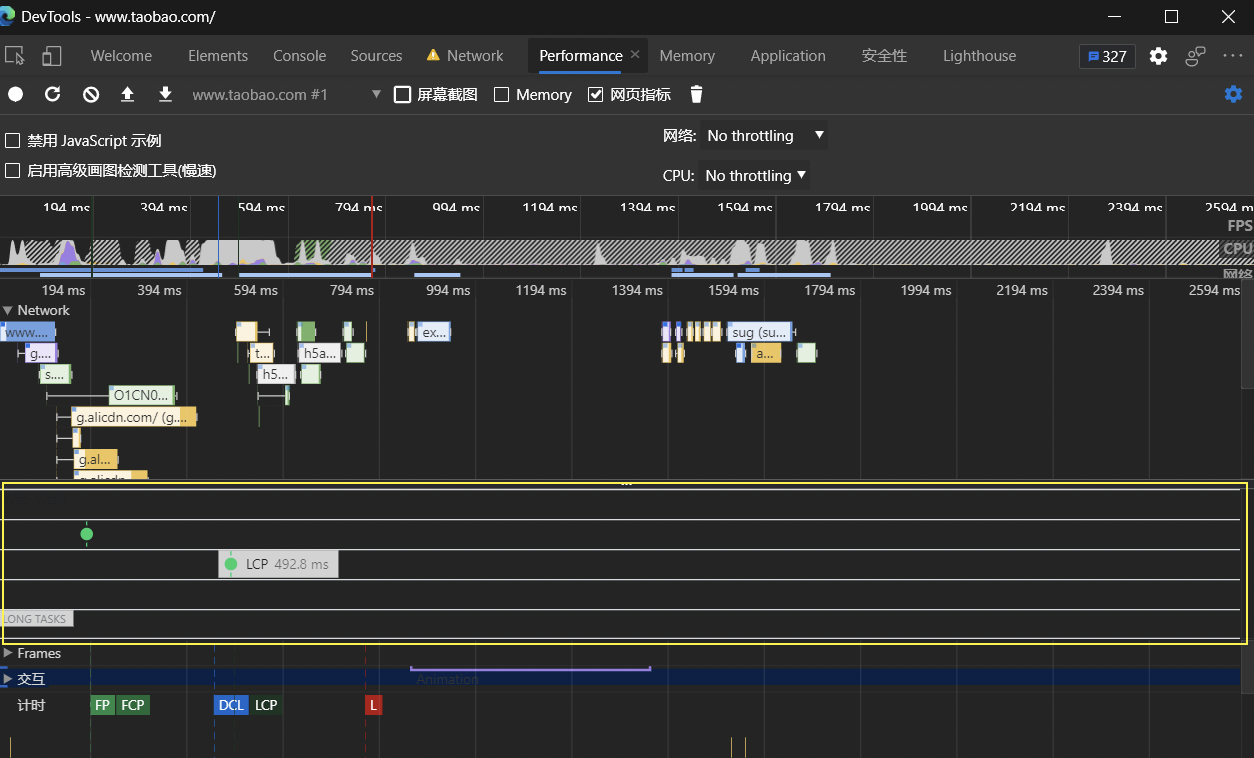 DevTools - www.taobao.com/
Welcome Elements Console Sources Network Performance Memory Application 安全性 Lighthouse 327
www.taobao.com #1 屏幕截图 Memory 网页指标
禁用 JavaScript 示例
网络: No throttling
启用高级画图检测工具(慢速)
CPU: No throttling
194 ms 394 ms 594 ms 794 ms 994 ms 1194 ms 1394 ms 1594 ms 1794 ms 1994 ms 2194 ms 2394 ms 2594 m
FPS
CPU
网络
194 ms 394 ms 594 ms 794 ms 994 ms 1194 ms 1394 ms 1594 ms 1794 ms 1994 ms 2194 ms 2394 ms 2594 ms
Network
www.... ex... sug (su...
g.... t... h5a... a...
s.... h5...
O1CN0...
g.alicdn.com/ (g....
g.al...
g.alicdn
LCP 492.8 ms
LONG TASKS
Frames
交互
Animation
计时 FP FCP DCL LCP L